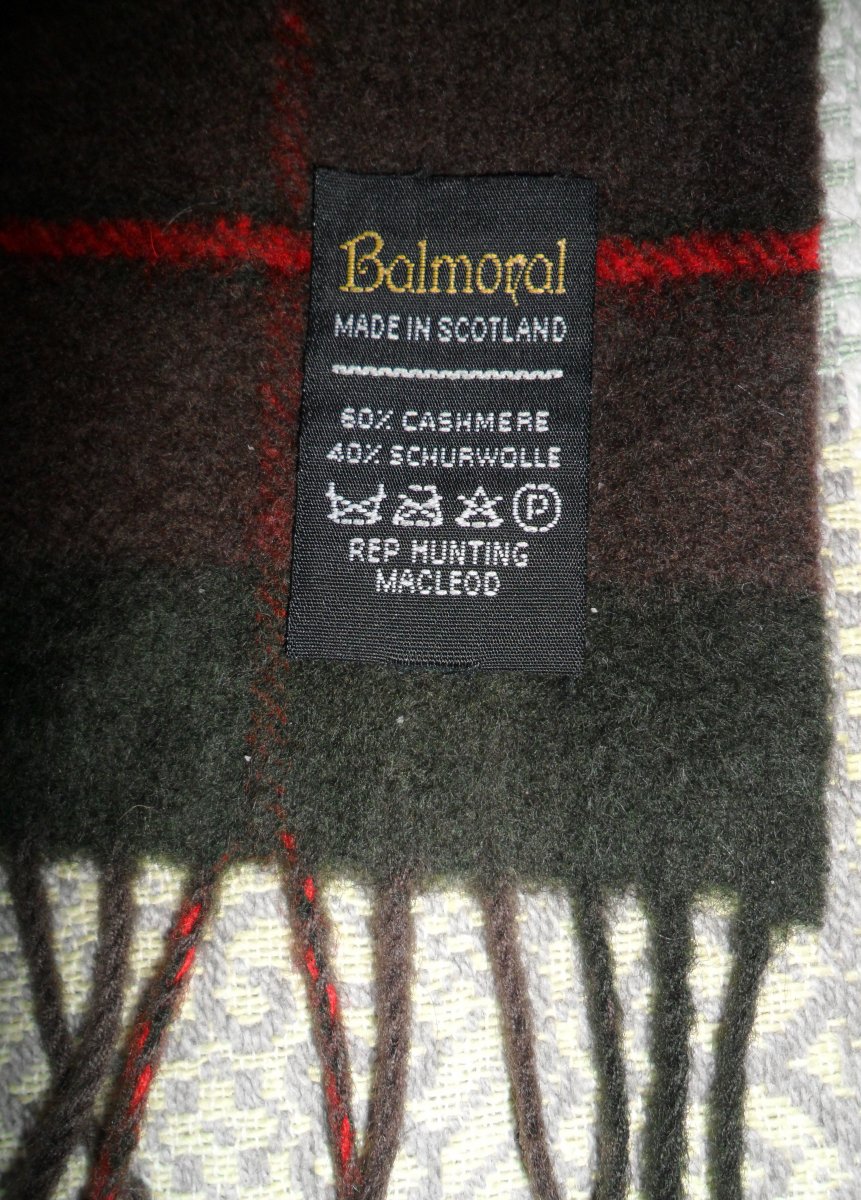 Balmoral
MADE IN SCOTLAND
60% CASHMERE
40% SCHURWOLLE
P
REP HUNTING
MACLEOD